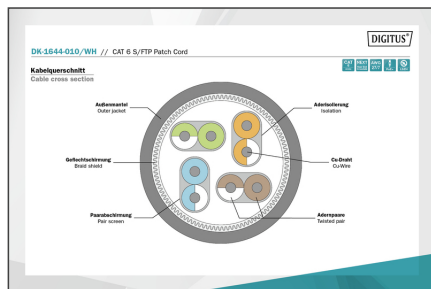 DIGITUS®
DK-1644-010/WH // CAT 6 S/FTP Patch Cord
Kabelquerschnitt
Cable cross section
Außenmantel
Outer jacket
Aderisolierung
Isolation
Geflechtschirmung
Braid shield
Cu-Draht
Cu-Wire
Paarabschirmung
Pair screen
Adernpaare
Twisted pair